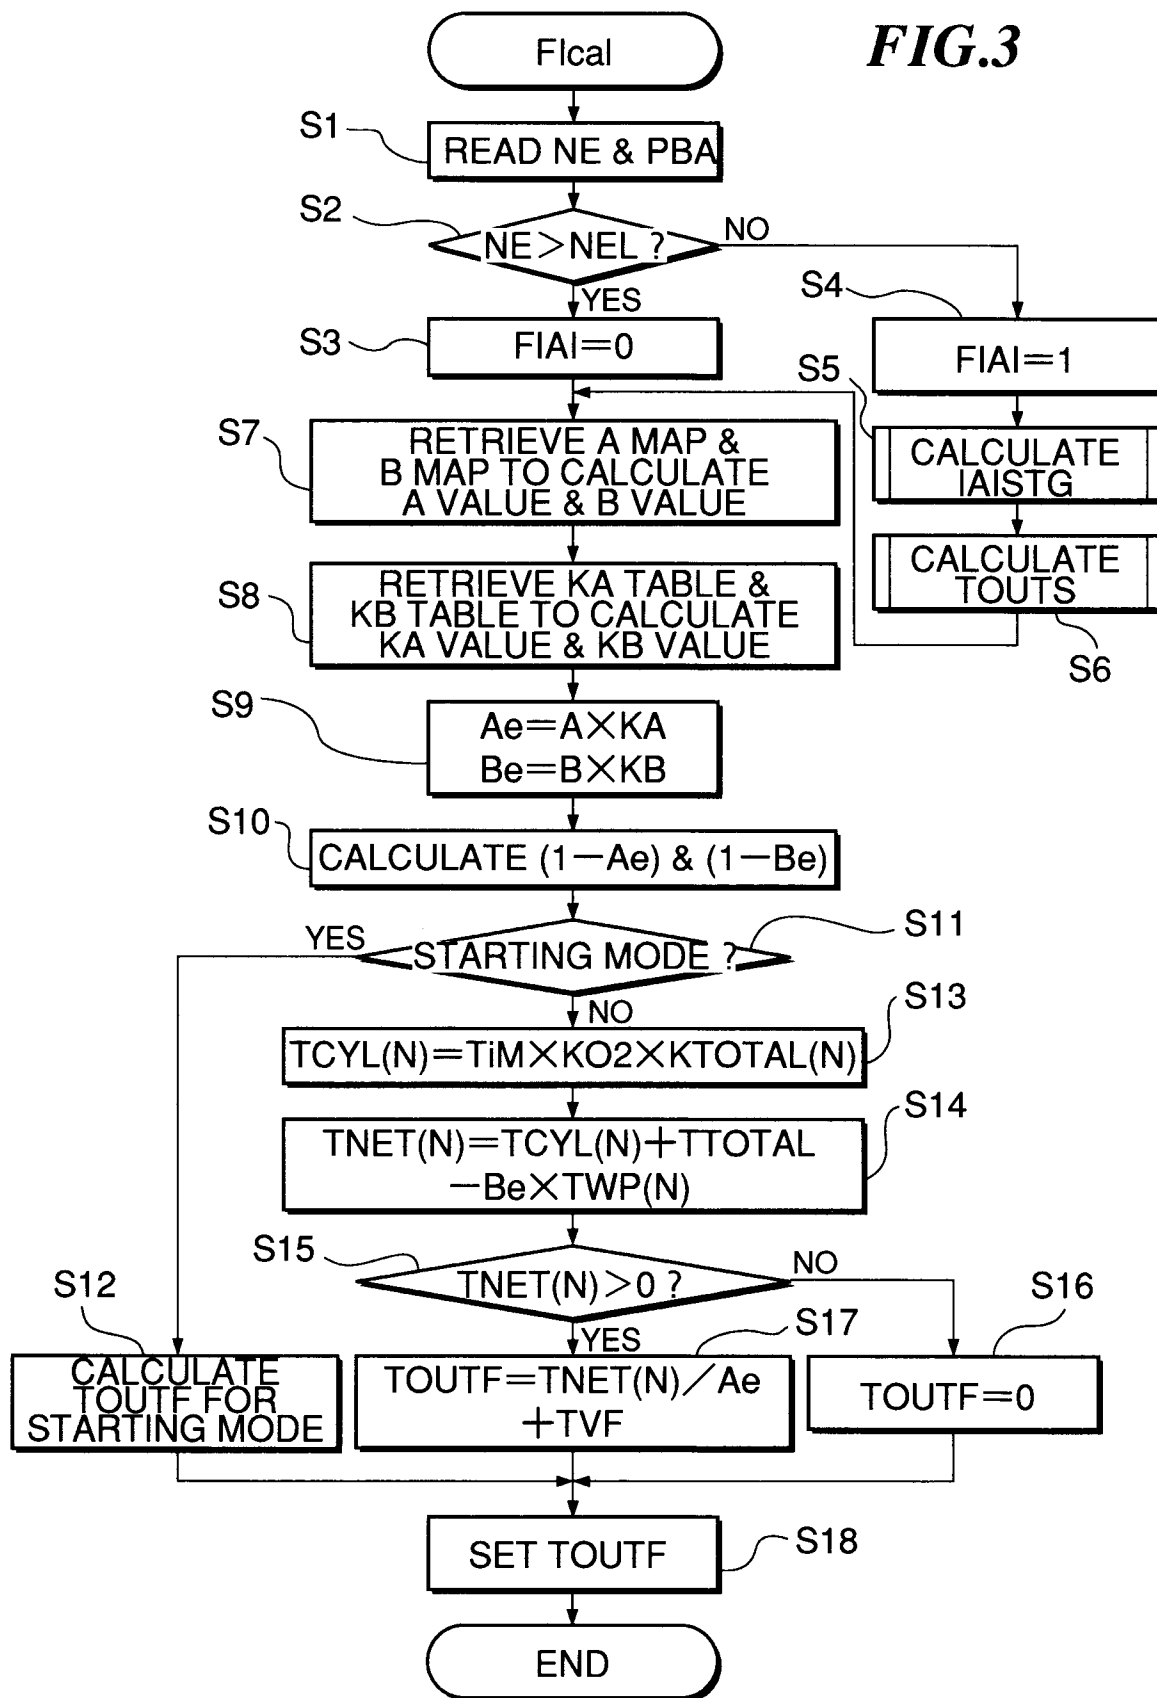 FIG.3
FIcal
S1
READ NE & PBA
S2
NE>NEL ?
NO
YES
S3
FIAI=0
S4
FIAI=1
S5
CALCULATE
IAISTG
CALCULATE
TOUTS
S6
S7
RETRIEVE A MAP &
B MAP TO CALCULATE
A VALUE & B VALUE
S8
RETRIEVE KA TABLE &
KB TABLE TO CALCULATE
KA VALUE & KB VALUE
S9
Ae=A×KA
Be=B×KB
S10
CALCULATE (1−Ae) & (1−Be)
S11
YES
STARTING MODE ?
NO
S13
TCYL(N)=TiM×KO2×KTOTAL(N)
S14
TNET(N)=TCYL(N)+TTOTAL
−Be×TWP(N)
S15
TNET(N)>0 ?
NO
YES
S12
CALCULATE
TOUTF FOR
STARTING MODE
S17
TOUTF=TNET(N)/Ae
+TVF
S16
TOUTF=0
SET TOUTF
S18
END